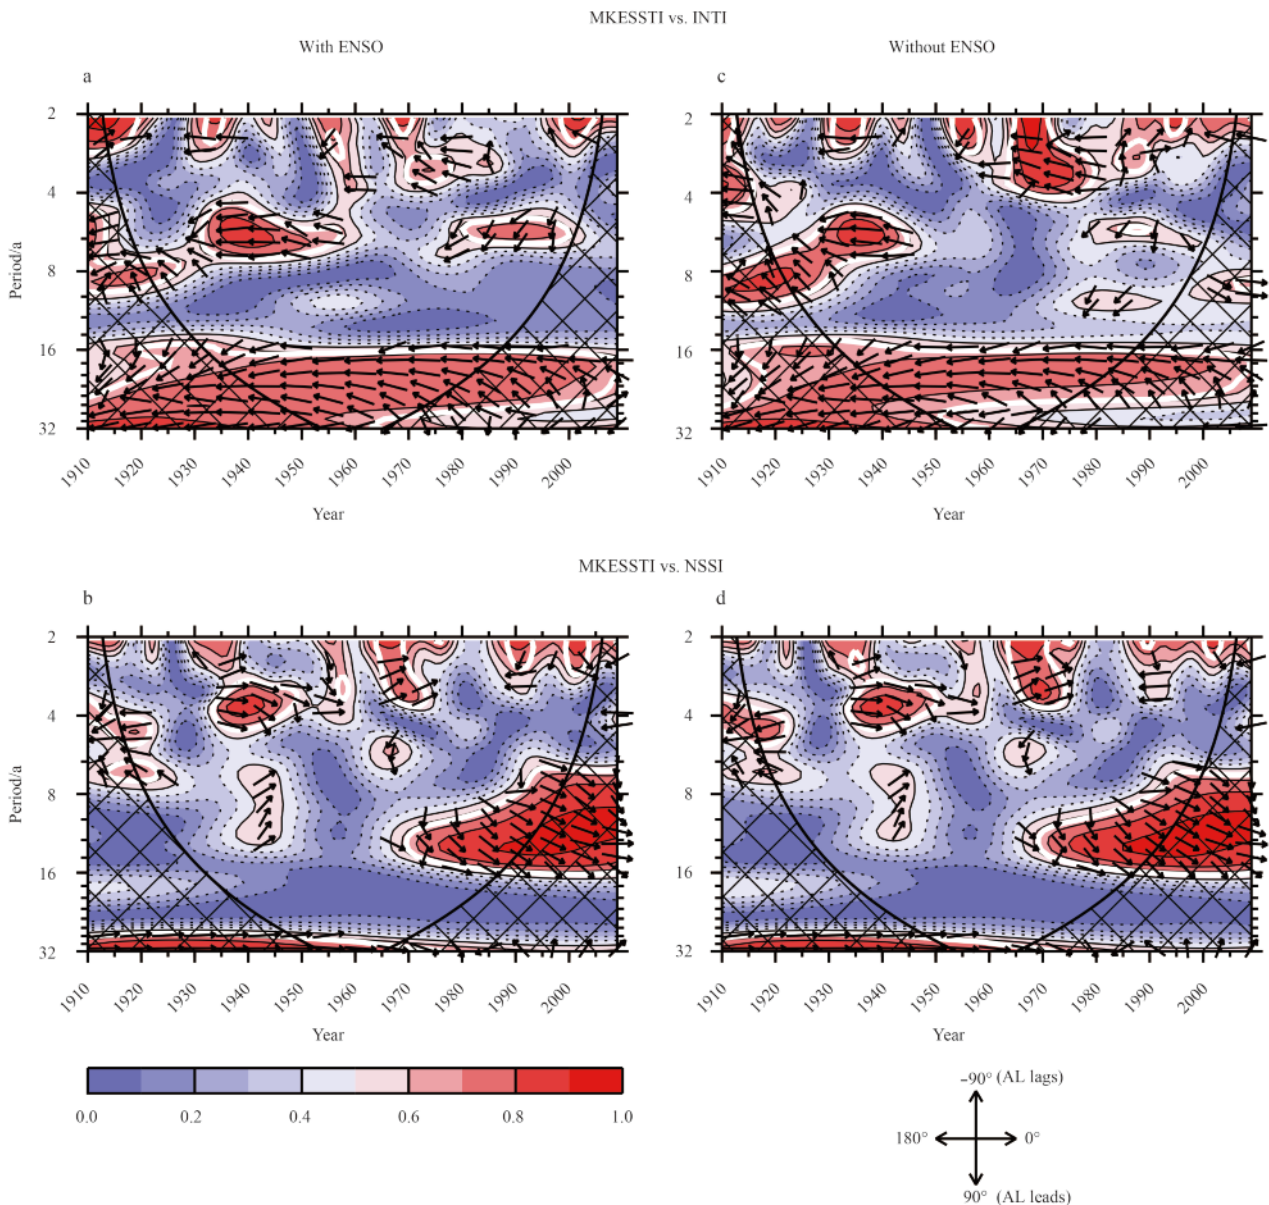 MKESSTI vs. INTI
With ENSO
Without ENSO
a
c
2
4
8
16
32
Period/a
1910 1920 1930 1940 1950 1960 1970 1980 1990 2000
Year
2
4
8
16
32
1910 1920 1930 1940 1950 1960 1970 1980 1990 2000
Year
MKESSTI vs. NSSI
b
d
2
4
8
16
32
Period/a
1910 1920 1930 1940 1950 1960 1970 1980 1990 2000
Year
2
4
8
16
32
1910 1920 1930 1940 1950 1960 1970 1980 1990 2000
Year
0.0 0.2 0.4 0.6 0.8 1.0
-90° (AL lags)
180° 0°
90° (AL leads)